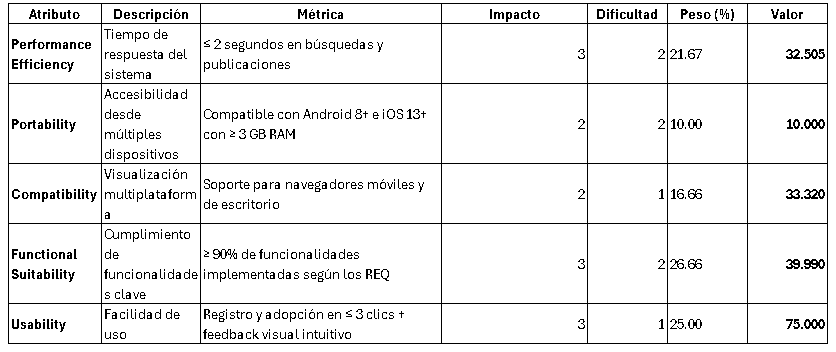 Atributo Descripción Métrica Impacto Dificultad Peso (%) Valor
Performance Efficiency Tiempo de respuesta del sistema ≤ 2 segundos en búsquedas y publicaciones 3 2 21.67 32.505
Portability Accesibilidad desde múltiples dispositivos Compatible con Android 8+ e iOS 13+ con ≥ 3 GB RAM 2 2 10.00 10.000
Compatibility Visualización multiplataforma Soporte para navegadores móviles y de escritorio 2 1 16.66 33.320
Functional Suitability Cumplimiento de funcionalidades clave ≥ 90% de funcionalidades implementadas según los REQ 3 2 26.66 39.990
Usability Facilidad de uso Registro y adopción en ≤ 3 clics + feedback visual intuitivo 3 1 25.00 75.000